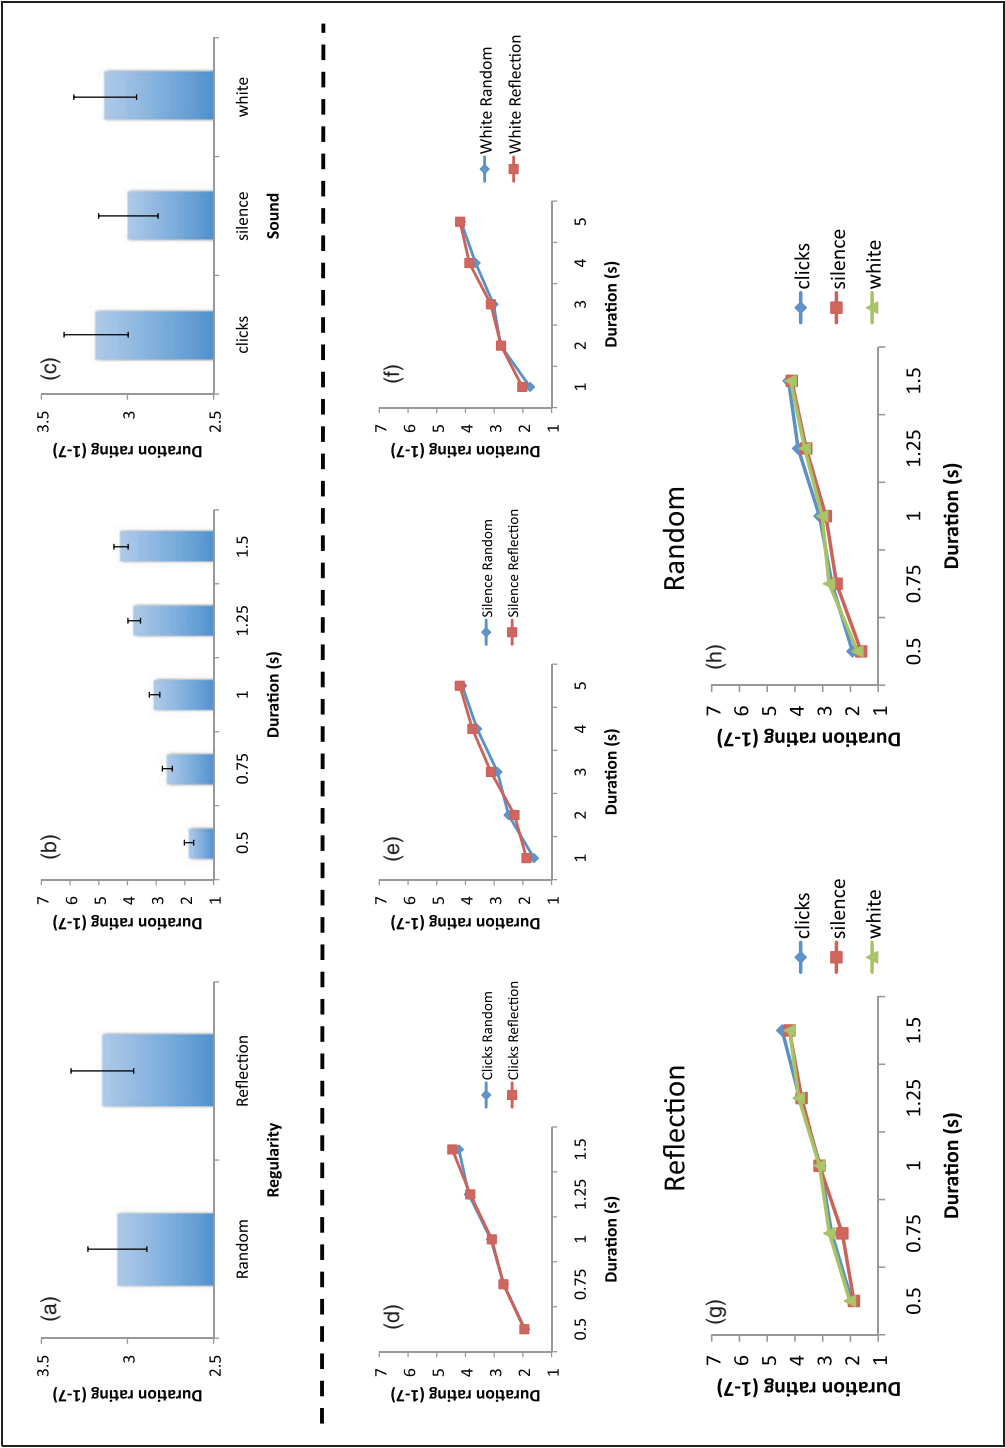 (a)
3.5
3
2.5
Duration rating (1-7)
Random
Reflection
Regularity
(b)
7
6
5
4
3
2
1
Duration rating (1-7)
0.5
0.75
1
1.25
1.5
Duration (s)
(c)
3.5
3
2.5
Duration rating (1-7)
clicks
silence
white
Sound
(d)
7
6
5
4
3
2
1
Duration rating (1-7)
0.5
0.75
1
1.25
1.5
Duration (s)
Clicks Random
Clicks Reflection
(e)
7
6
5
4
3
2
1
Duration rating (1-7)
1
2
3
4
5
Duration (s)
Silence Random
Silence Reflection
(f)
7
6
5
4
3
2
1
Duration rating (1-7)
1
2
3
4
5
Duration (s)
White Random
White Reflection
(g)
Reflection
7
6
5
4
3
2
1
Duration rating (1-7)
0.5
0.75
1
1.25
1.5
Duration (s)
clicks
silence
white
(h)
Random
7
6
5
4
3
2
1
Duration rating (1-7)
0.5
0.75
1
1.25
1.5
Duration (s)
clicks
silence
white